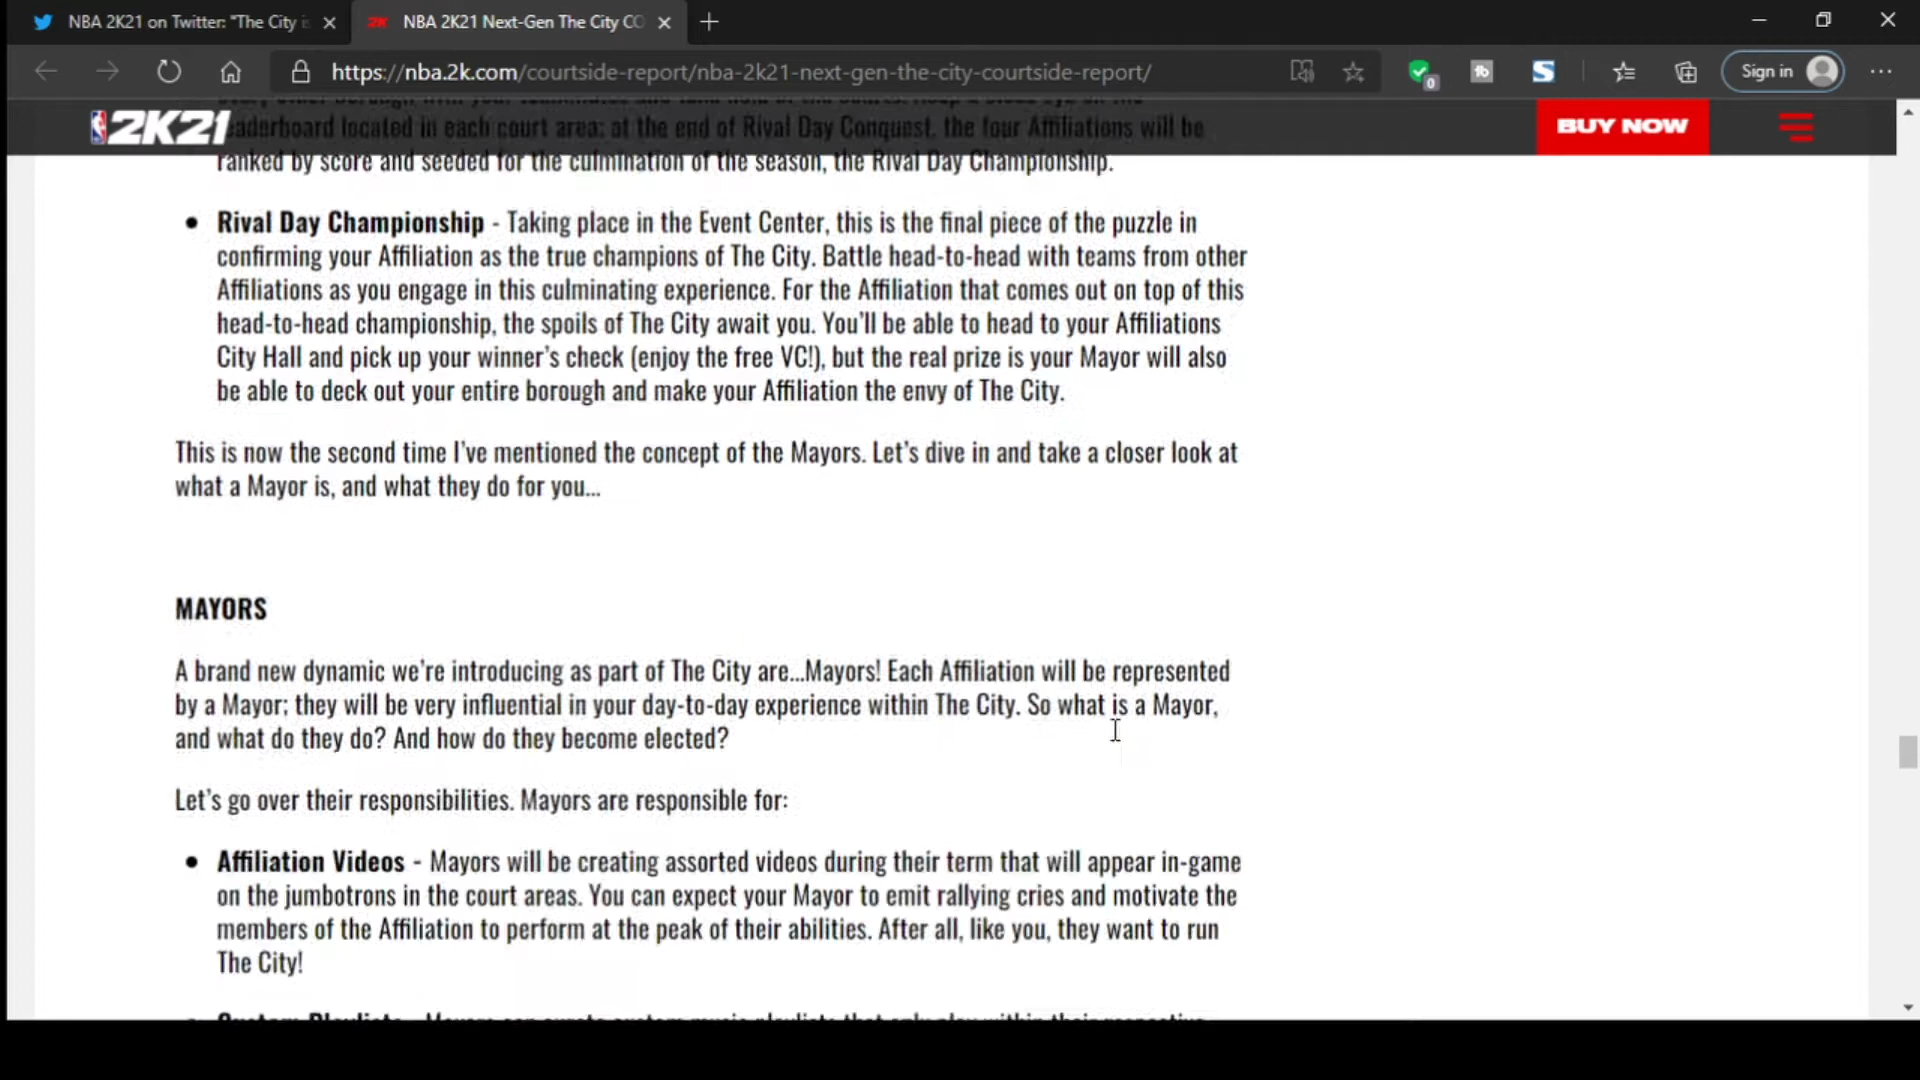 NBA 2K21 on Twitter: "The City is
NBA 2K21 Next-Gen The City CO
https://nba.2k.com/courtside-report/nba-2k21-next-gen-the-city-courtside-report/
0
Sign in
2K21
BUY NOW
leaderboard located in each court area: at the end of Rival Day Conquest, the four Affiliations will be
ranked by score and seeded for the culmination of the season, the Rival Day Championship.
• Rival Day Championship - Taking place in the Event Center, this is the final piece of the puzzle in
confirming your Affiliation as the true champions of The City. Battle head-to-head with teams from other
Affiliations as you engage in this culminating experience. For the Affiliation that comes out on top of this
head-to-head championship, the spoils of The City await you. You'll be able to head to your Affiliations
City Hall and pick up your winner's check (enjoy the free VC!), but the real prize is your Mayor will also
be able to deck out your entire borough and make your Affiliation the envy of The City.
This is now the second time I've mentioned the concept of the Mayors. Let's dive in and take a closer look at
what a Mayor is, and what they do for you...
MAYORS
A brand new dynamic we're introducing as part of The City are...Mayors! Each Affiliation will be represented
by a Mayor; they will be very influential in your day-to-day experience within The City. So what is a Mayor,
and what do they do? And how do they become elected?
Let's go over their responsibilities. Mayors are responsible for:
• Affiliation Videos - Mayors will be creating assorted videos during their term that will appear in-game
on the jumbotrons in the court areas. You can expect your Mayor to emit rallying cries and motivate the
members of the Affiliation to perform at the peak of their abilities. After all, like you, they want to run
The City!
Custom Playlists - Mayors can curate custom music playlists that only play within their respective